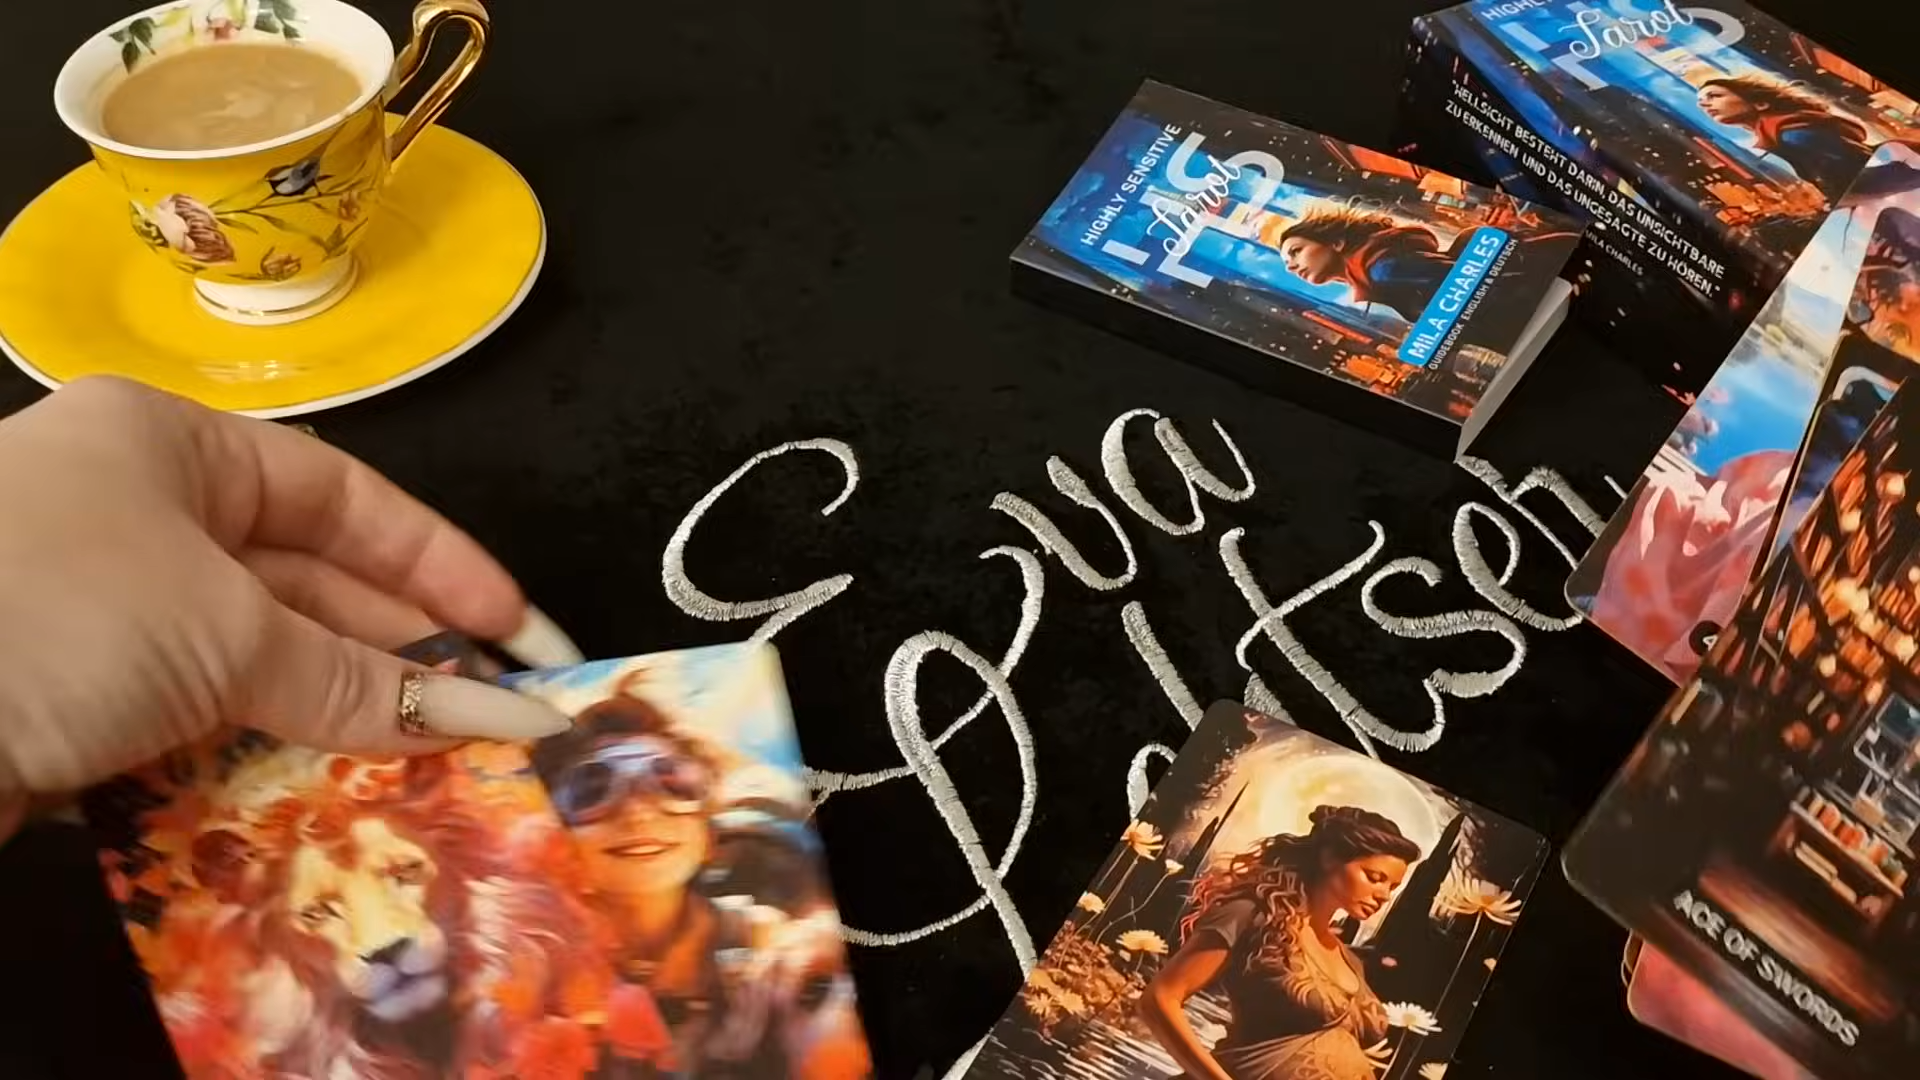 HIGHLY SENSITIVE
HS
Tarot
MILA CHARLES
GUIDEBOOK ENGLISH & DEUTSCH
Tarot
"HELLSICHT BESTEHT DARIN, DAS UNSICHTBARE
ZU ERKENNEN UND DAS UNGESAGTE ZU HÖREN."
MILA CHARLES
Eva
ACE OF SWORDS